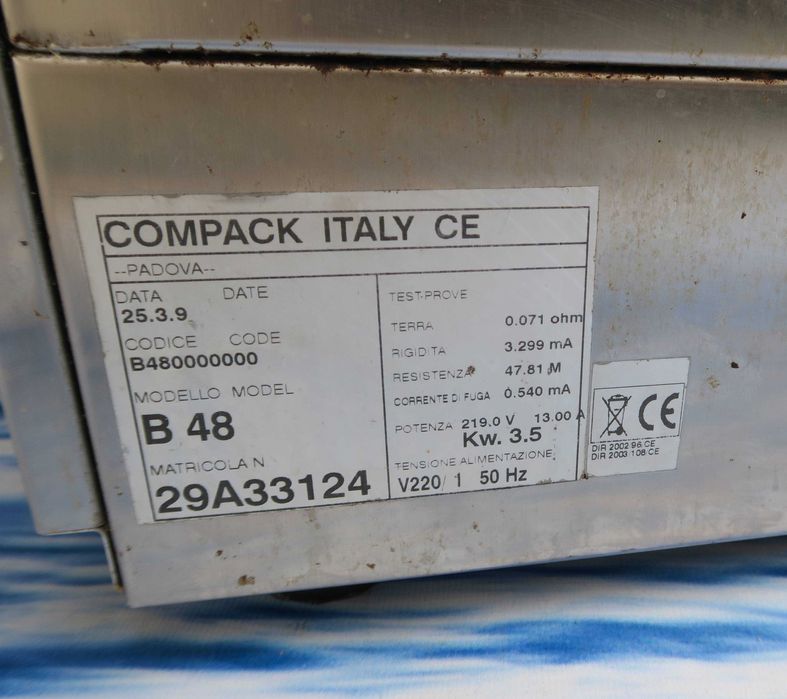 COMPACK ITALY CE
--PADOVA--
DATA DATE
25.3.9
CODICE CODE
B480000000
MODELLO MODEL
B 48
MATRICOLA N
29A33124
TEST-PROVE
TERRA 0.071 ohm
RIGIDITA 3.299 mA
RESISTENZA 47.81 M
CORRENTE DI FUGA 0.540 mA
POTENZA 219.0 V 13.00 A
Kw. 3.5
TENSIONE ALIMENTAZIONE
V220/ 1 50 Hz
CE
DIR 2002 96 CE
DIR 2003 108 CE